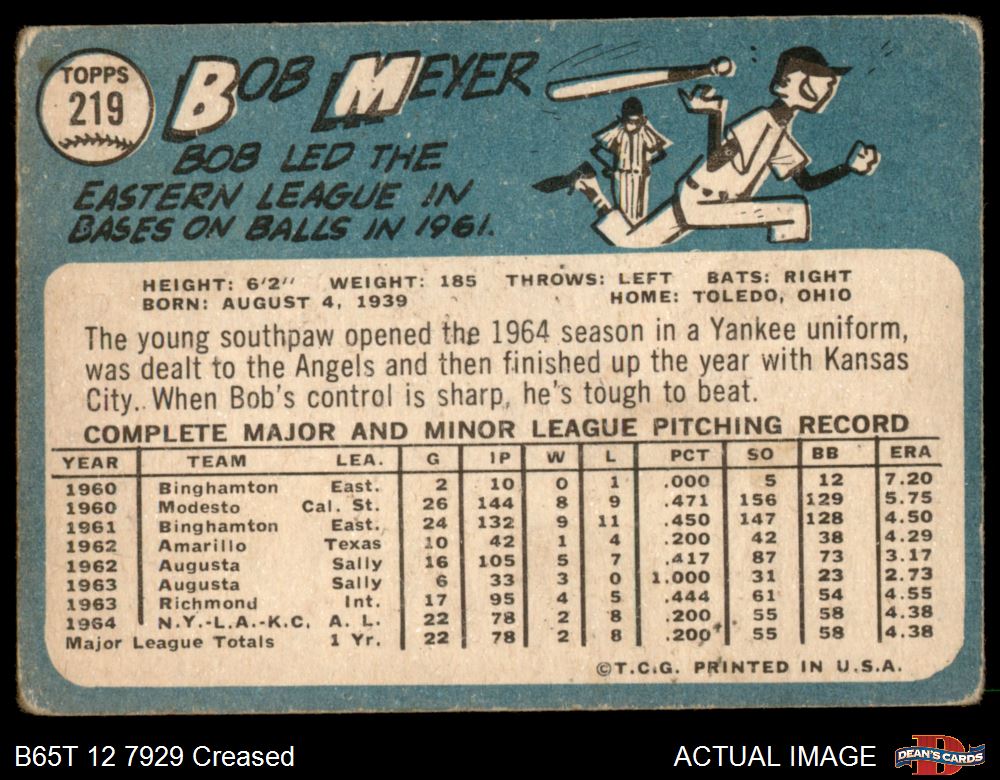 TOPPS
219
BOB MEYER
BOB LED THE
EASTERN LEAGUE IN
BASES ON BALLS IN 1961.
HEIGHT: 6'2" WEIGHT: 185 THROWS: LEFT BATS: RIGHT
BORN: AUGUST 4, 1939 HOME: TOLEDO, OHIO
The young southpaw opened the 1964 season in a Yankee uniform,
was dealt to the Angels and then finished up the year with Kansas
City. When Bob's control is sharp, he's tough to beat.
COMPLETE MAJOR AND MINOR LEAGUE PITCHING RECORD
YEAR TEAM LEA. G IP W L PCT SO BB ERA
1960 Binghamton East. 2 10 0 1 .000 5 12 7.20
1960 Modesto Cal. St. 26 144 8 9 .471 156 129 5.75
1961 Binghamton East. 24 132 9 11 .450 147 128 4.50
1962 Amarillo Texas 10 42 1 4 .200 42 38 4.29
1962 Augusta Sally 16 105 5 7 .417 87 73 3.17
1963 Augusta Sally 6 33 3 0 1.000 31 23 2.73
1963 Richmond Int. 17 95 4 5 .444 61 54 4.55
1964 N.Y.-L.A.-K.C. A. L. 22 78 2 8 .200 55 58 4.38
Major League Totals 1 Yr. 22 78 2 8 .200 55 58 4.38
©T.C.G. PRINTED IN U.S.A.
B65T 12 7929 Creased ACTUAL IMAGE DEAN'S CARDS